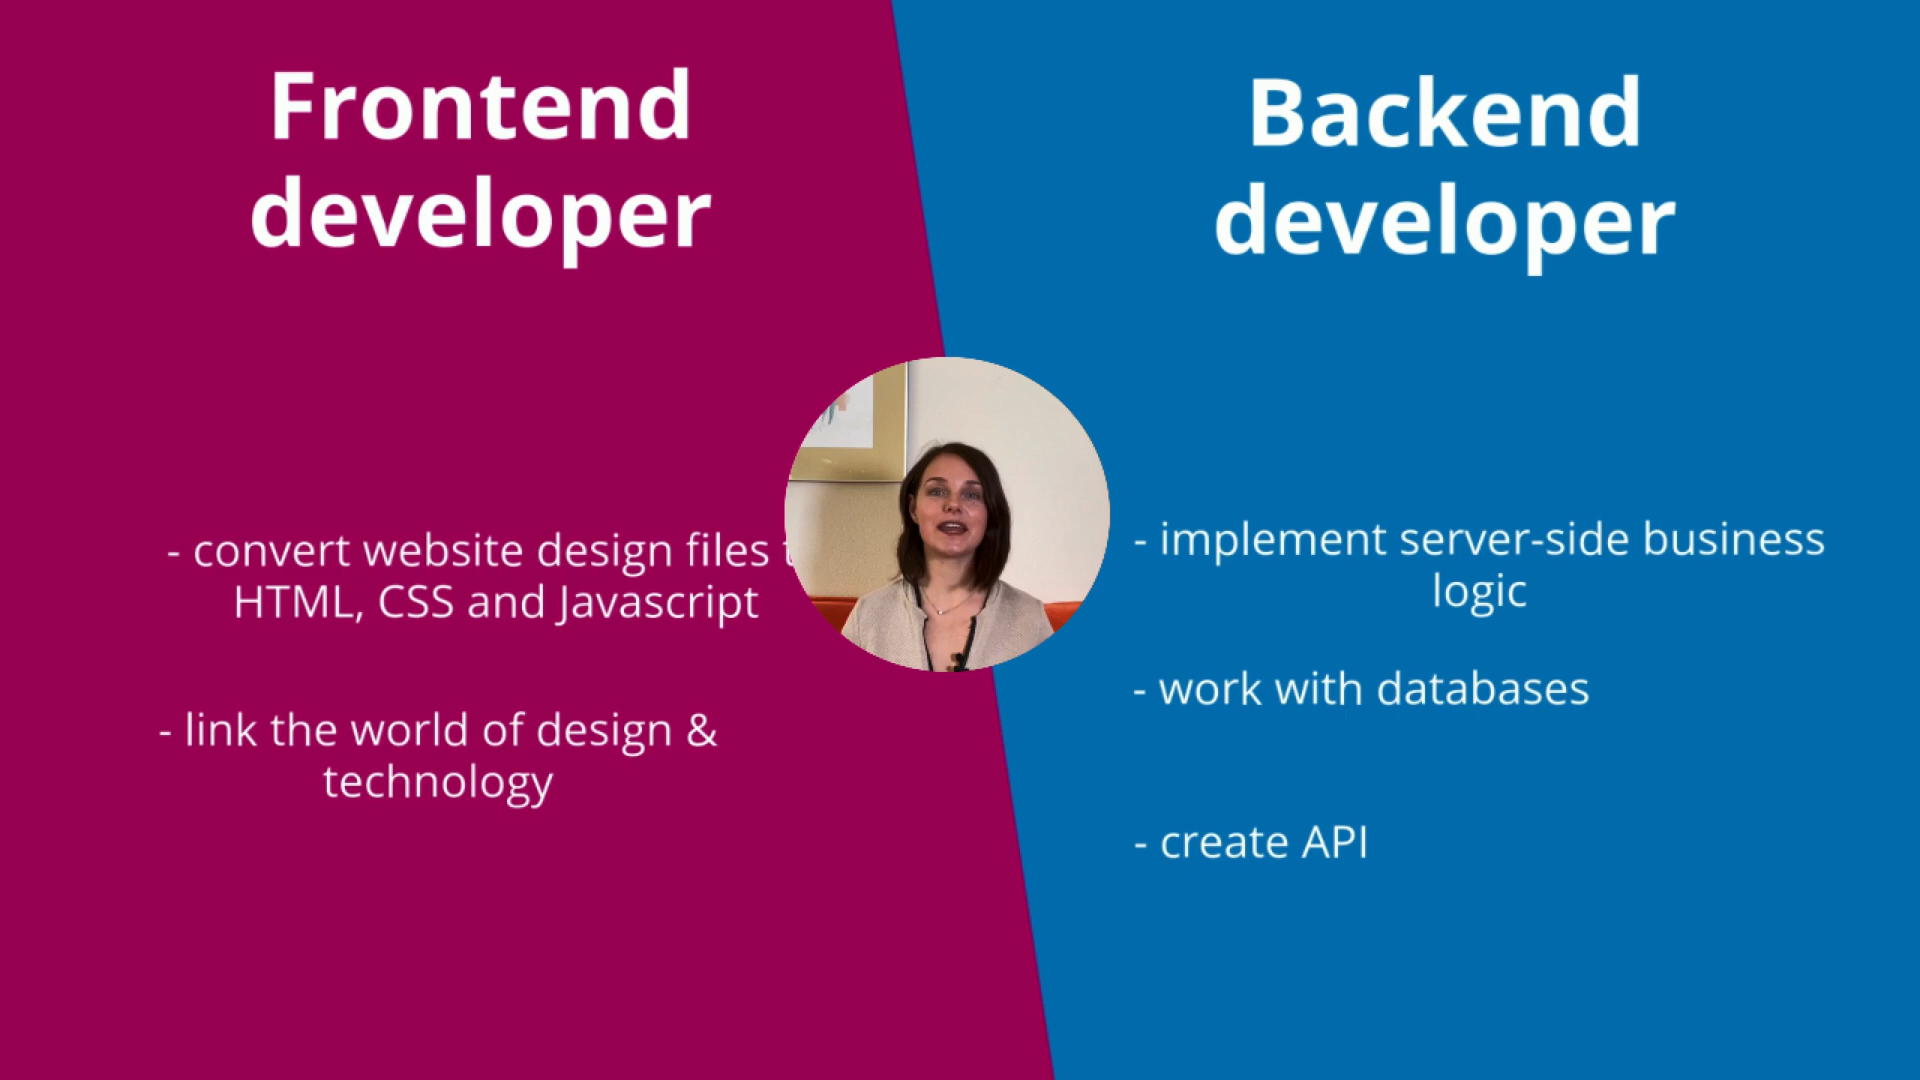 Frontend
developer
- convert website design files
HTML, CSS and Javascript
- link the world of design &
technology
Backend
developer
- implement server-side business
logic
- work with databases
- create API